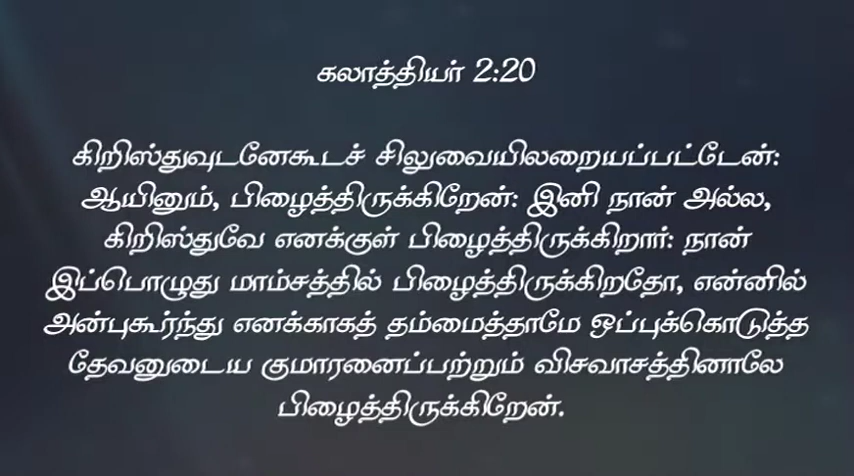 கலாத்தியர் 2:20
கிறிஸ்துவுடனேகூடச் சிலுவையிலறையப்பட்டேன்:
ஆயினும், பிழைத்திருக்கிறேன்: இனி நான் அல்ல,
கிறிஸ்துவே எனக்குள் பிழைத்திருக்கிறார்: நான்
இப்பொழுது மாம்சத்தில் பிழைத்திருக்கிறதோ, என்னில்
அன்புகூர்ந்து எனக்காகத் தம்மைத்தாமே ஒப்புக்கொடுத்த
தேவனுடைய குமாரனைப்பற்றும் விசவாசத்தினாலே
பிழைத்திருக்கிறேன்.